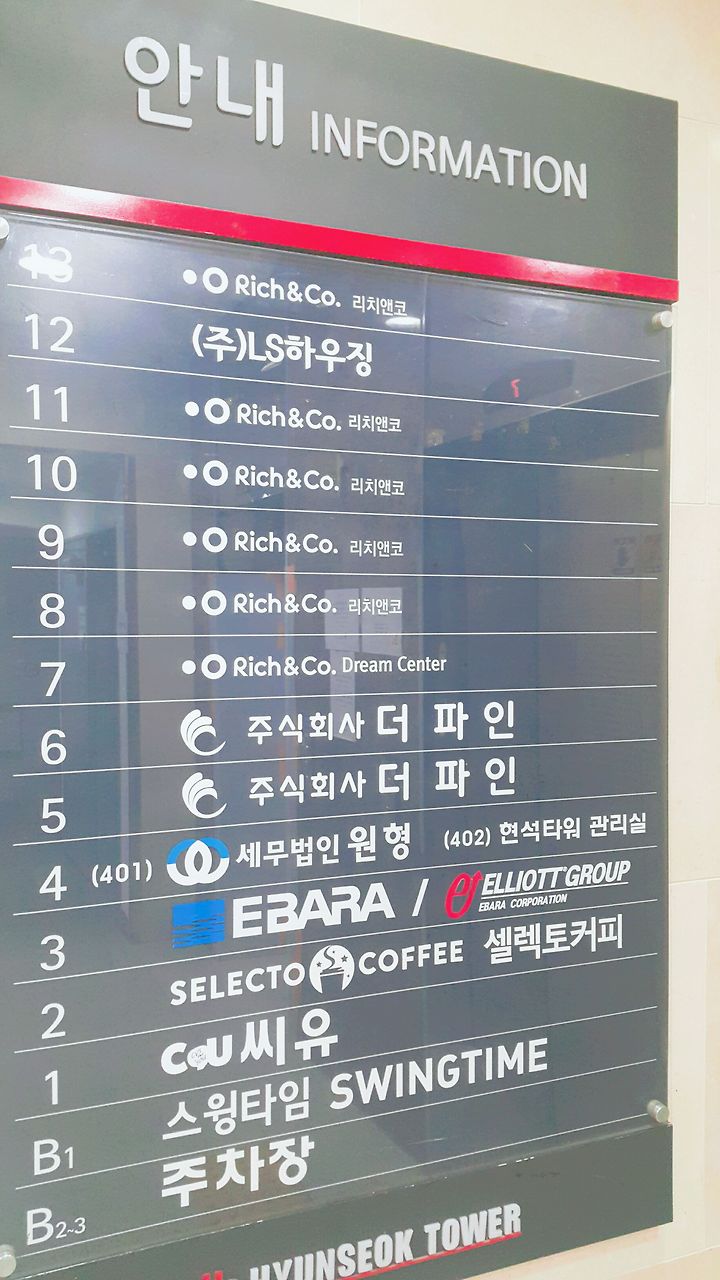 안내 INFORMATION
13 Rich&Co. 리치앤코
12 (주)LS하우징
11 Rich&Co. 리치앤코
10 Rich&Co. 리치앤코
9 Rich&Co. 리치앤코
8 Rich&Co. 리치앤코
7 Rich&Co. Dream Center
6 주식회사 더 파 인
5 주식회사 더 파 인
4 (401) 세무법인 원형 (402) 현석타워 관리실
3 EBARA / ELLIOTT GROUP
EBARA CORPORATION
2 SELECTO COFFEE 셀렉토커피
1 CU 씨유
B1 스윙타임 SWINGTIME
B2~3 주차장
HYUNSEOK TOWER